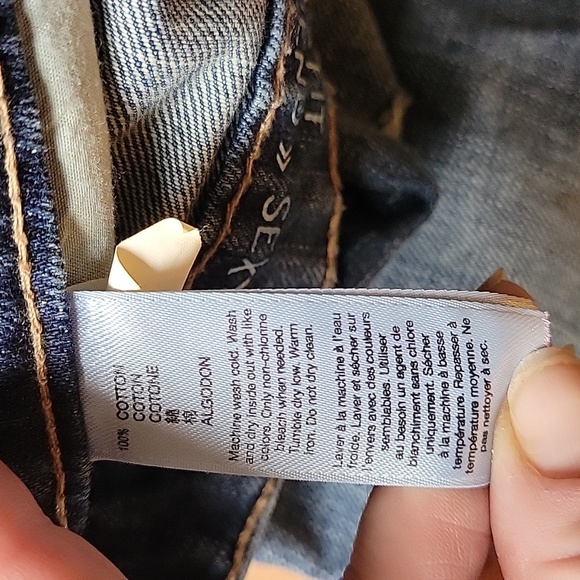 100% COTTON
COTON
COTONE
綿
棉
ALGODON
Machine wash cold. Wash
and dry inside out with like
colors. Only non-chlorine
bleach when needed.
Tumble dry low. Warm
iron. Do not dry clean.
Laver à la machine à l'eau
froide. Laver et sécher sur
l'envers avec des couleurs
semblables. Utiliser
au besoin un agent de
blanchiment sans chlore
uniquement. Sécher
à la machine à basse
température. Repasser à
température moyenne. Ne
pas nettoyer à sec.
FIT
» SEXY